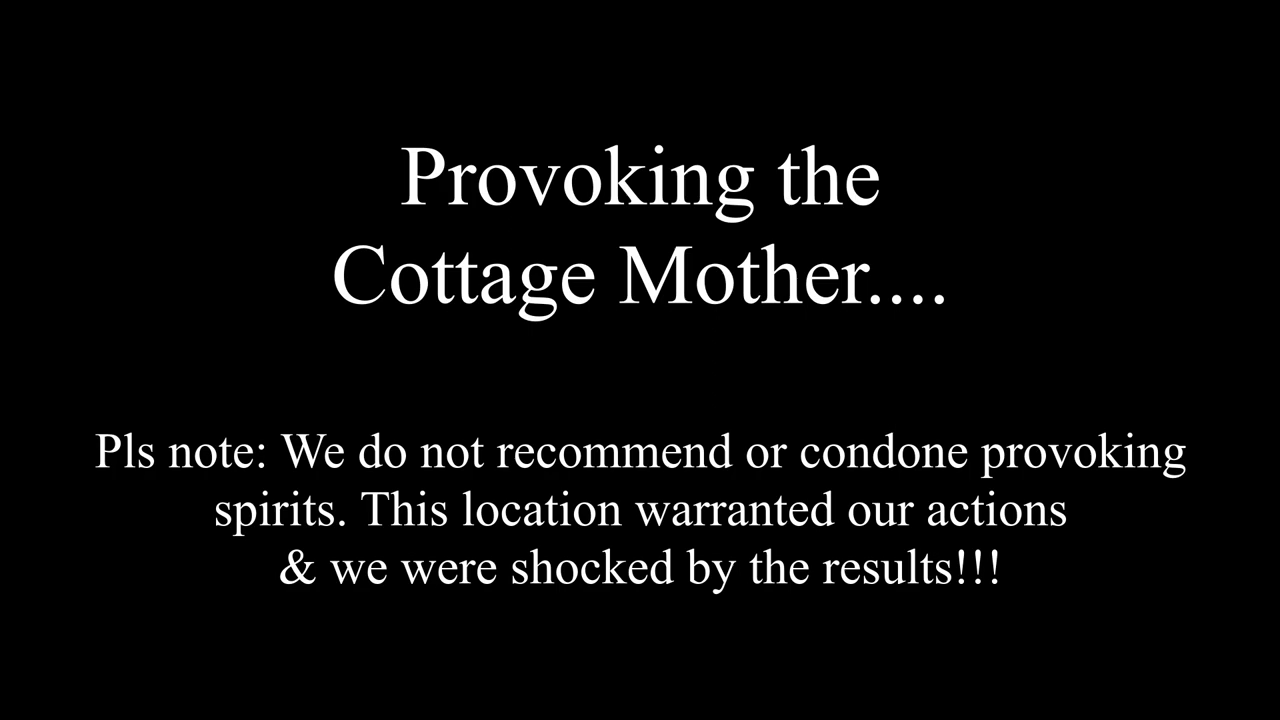 Provoking the
Cottage Mother....
Pls note: We do not recommend or condone provoking
spirits. This location warranted our actions
& we were shocked by the results!!!